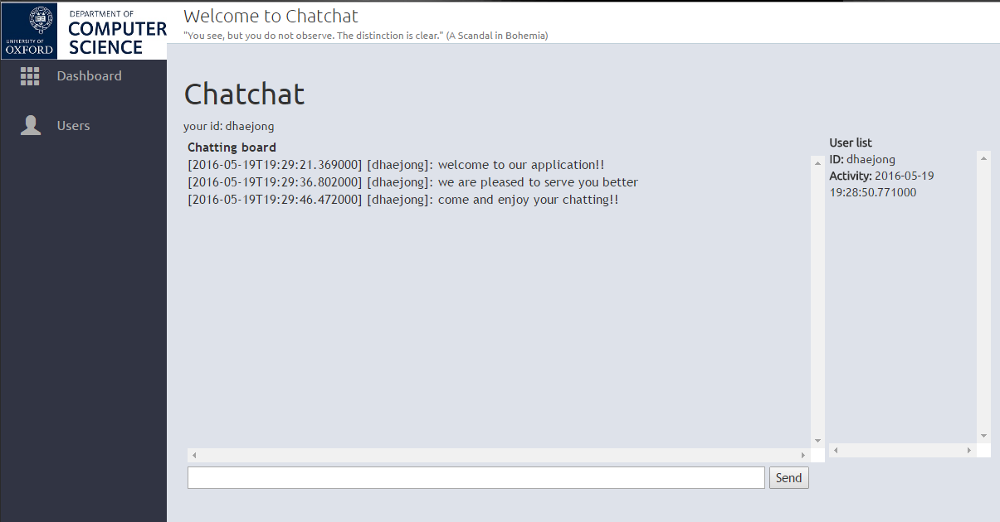 UNIVERSITY OF
OXFORD
DEPARTMENT OF
COMPUTER
SCIENCE
Welcome to Chatchat
"You see, but you do not observe. The distinction is clear." (A Scandal in Bohemia)
Dashboard
Users
Chatchat
your id: dhaejong
Chatting board
[2016-05-19T19:29:21.369000] [dhaejong]: welcome to our application!!
[2016-05-19T19:29:36.802000] [dhaejong]: we are pleased to serve you better
[2016-05-19T19:29:46.472000] [dhaejong]: come and enjoy your chatting!!
User list
ID: dhaejong
Activity: 2016-05-19
19:28:50.771000
Send